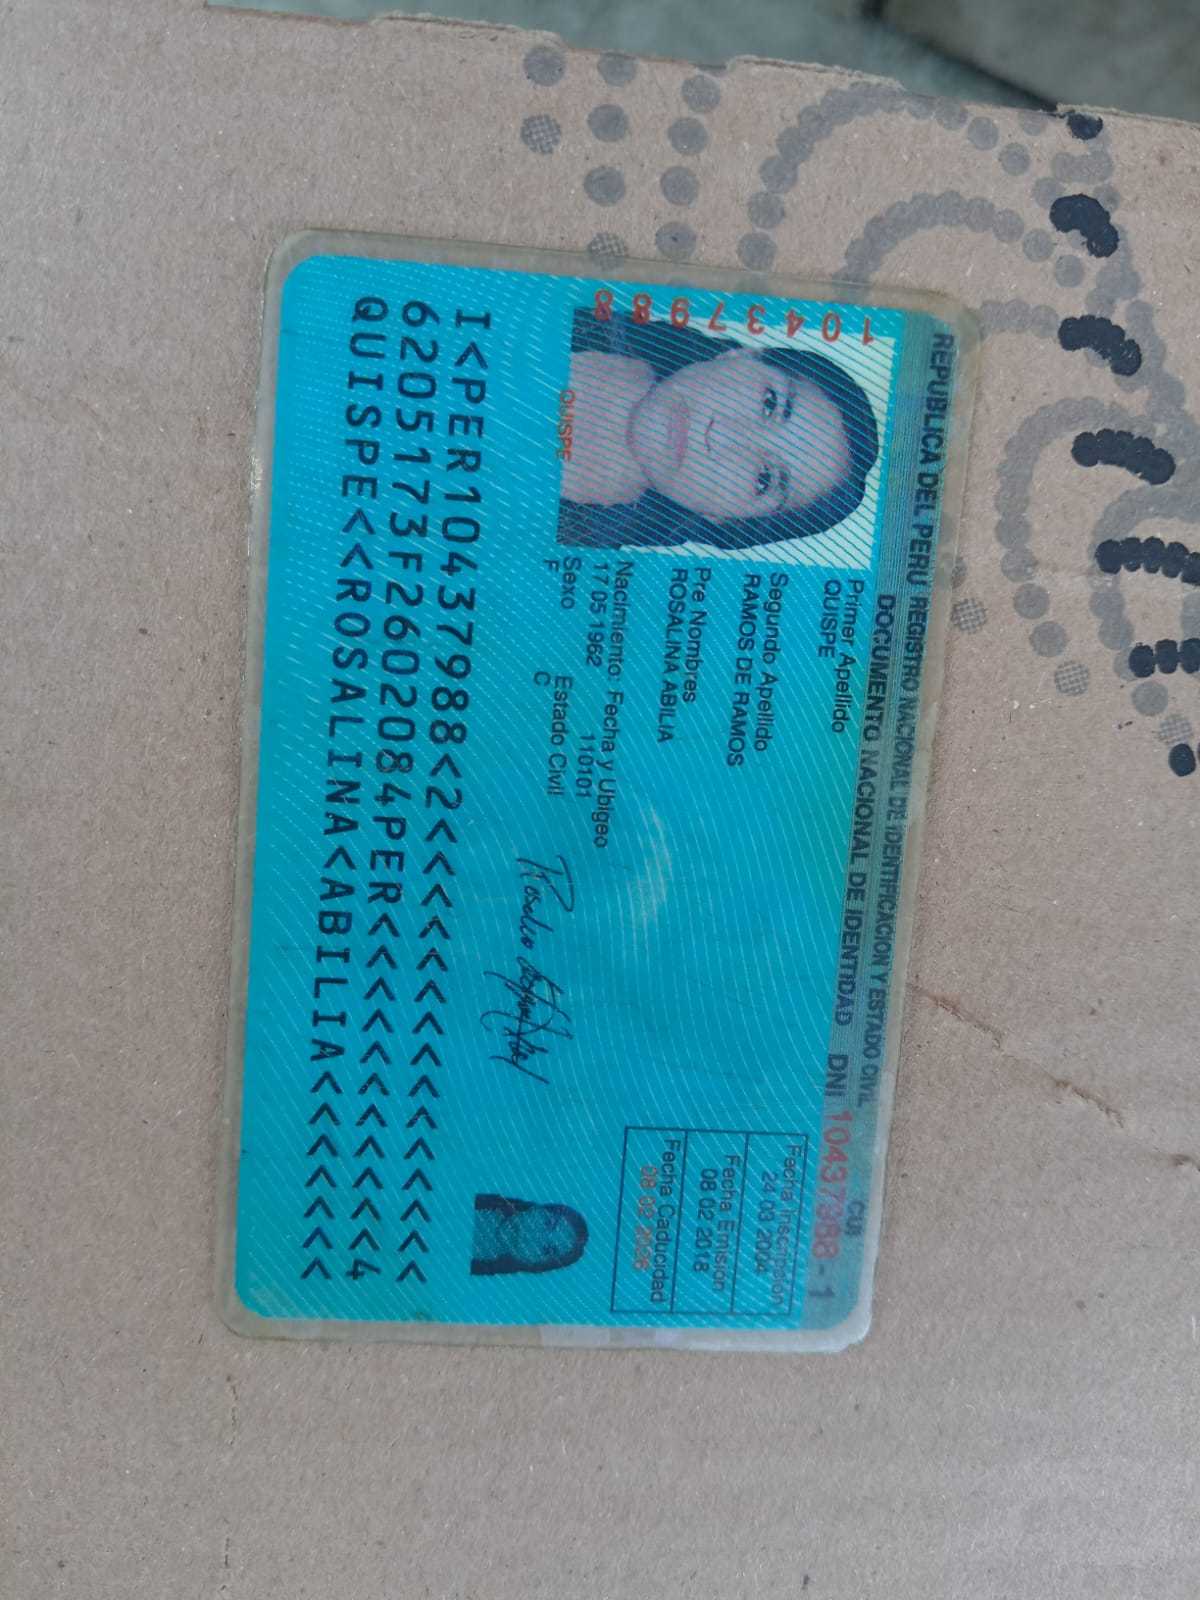 REPUBLICA DEL PERU REGISTRO NACIONAL DE IDENTIFICACION Y ESTADO CIVIL
DOCUMENTO NACIONAL DE IDENTIDAD DNI 10437988 - 1
CUI
10437988
QUISPE
Primer Apellido
QUISPE
Segundo Apellido
RAMOS DE RAMOS
Pre Nombres
ROSALINA ABILIA
Nacimiento: Fecha y Ubigeo
17 05 1962 110101
Sexo Estado Civil
F C
Fecha Inscripción
24 03 2004
Fecha Emisión
08 02 2018
Fecha Caducidad
08 02 2026
I<PER10437988<2<<<<<<<<<<<<<<<
6205173F2602084PER<<<<<<<<<<<4
QUISPE<<ROSALINA<ABILIA<<<<<<<